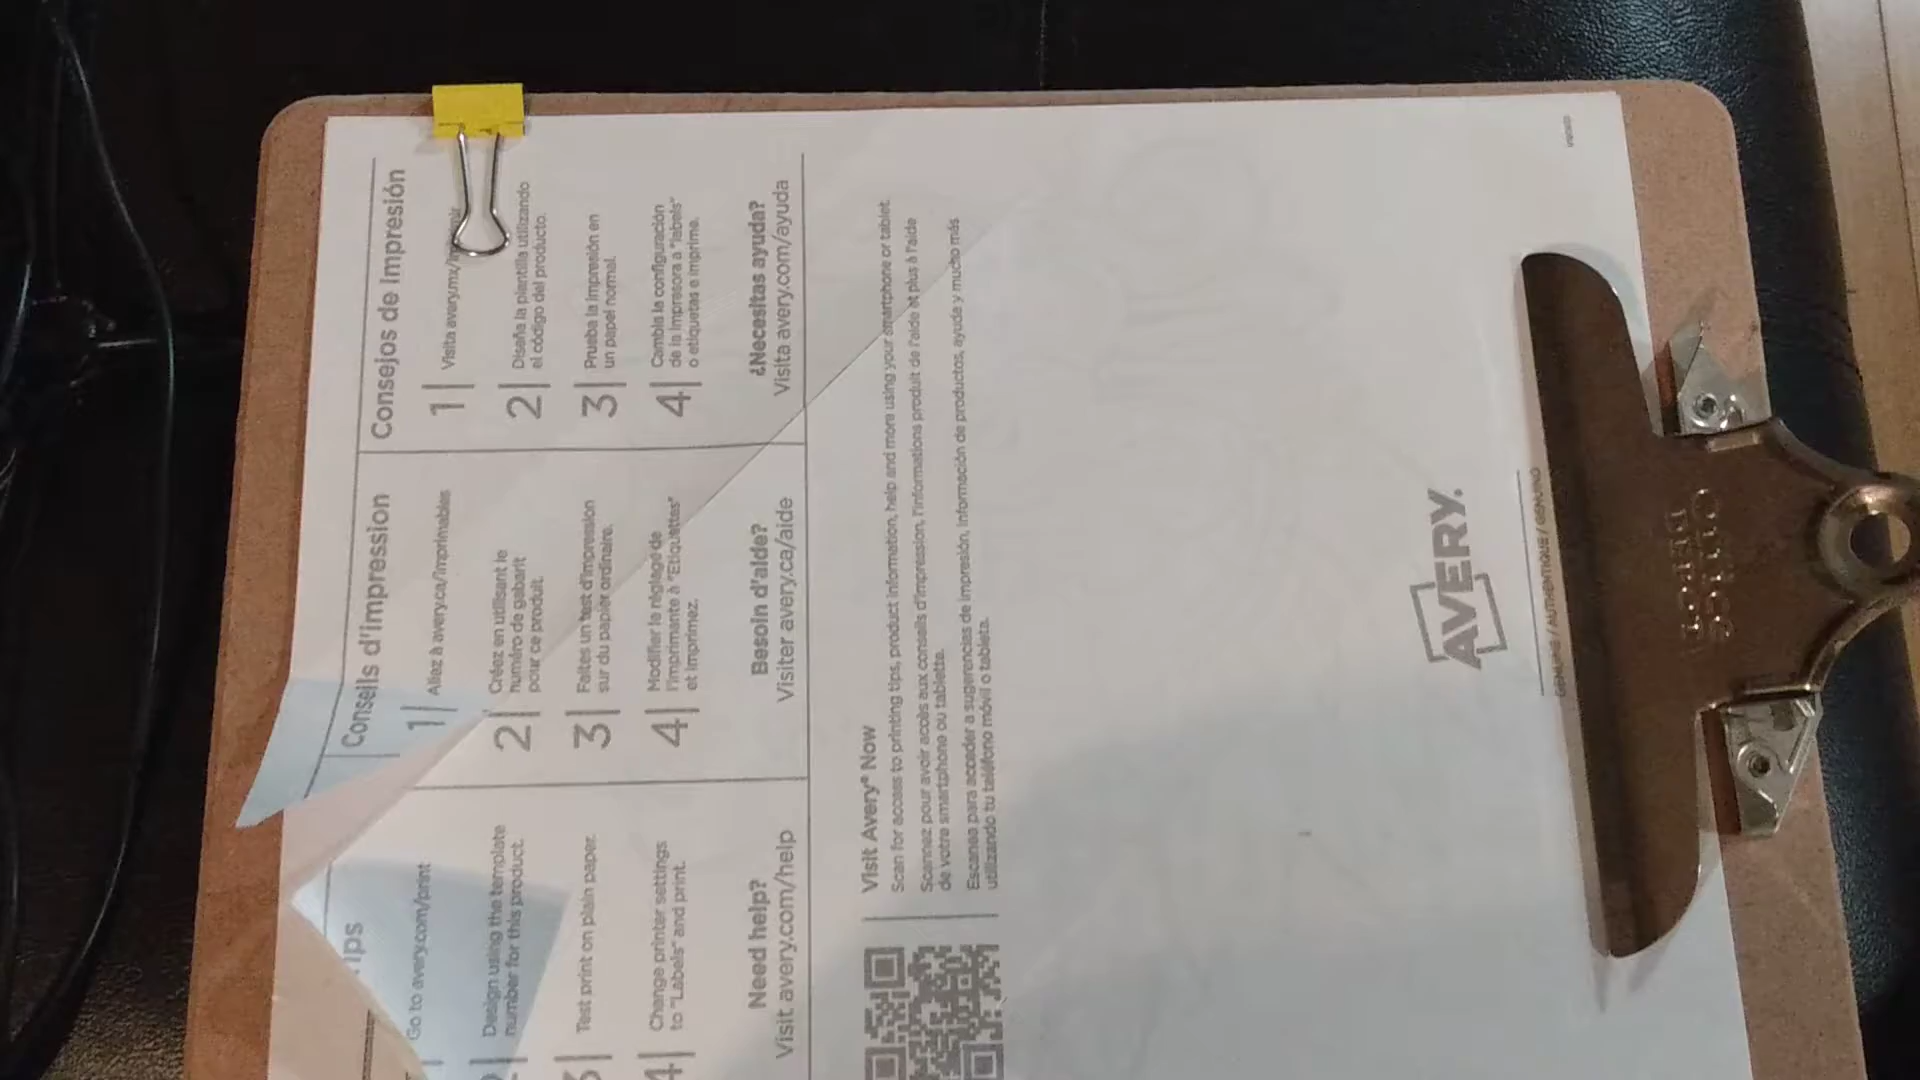 Consejos de Impresión
1 Visita avery.mx/
2 Diseña la plantilla utilizando
el código del producto.
3 Prueba la impresión en
un papel normal.
4 Cambia la configuración
de la impresora a "labels"
o etiquetas e imprime.
¿Necesitas ayuda?
Visita avery.com/ayuda
Conseils d'impression
1 Allez à avery.ca/imprimables
2 Créez en utilisant le
numéro de gabarit
pour ce produit.
3 Faites un test d'impression
sur du papier ordinaire.
4 Modifier le réglage de
l'imprimante à "Étiquettes"
et imprimez.
Besoin d'aide?
Visiter avery.ca/aide
Go to avery.com/print
Design using the template
number for this product.
3 Test print on plain paper.
4 Change printer settings
to "Labels" and print.
Need help?
Visit avery.com/help
Visit Avery® Now
Scan for access to printing tips, product information, help and more using your smartphone or tablet.
Scannez pour avoir accès aux conseils d'impression, l'informations produit de l'aide et plus à l'aide
de votre smartphone ou tablette.
Escanea para acceder a sugerencias de impresión, información de productos, ayuda y mucho más
utilizando tu teléfono móvil o tableta.
AVERY.
GENUINE / AUTHENTIQUE / GENUINO
OFFICE
DEPOT